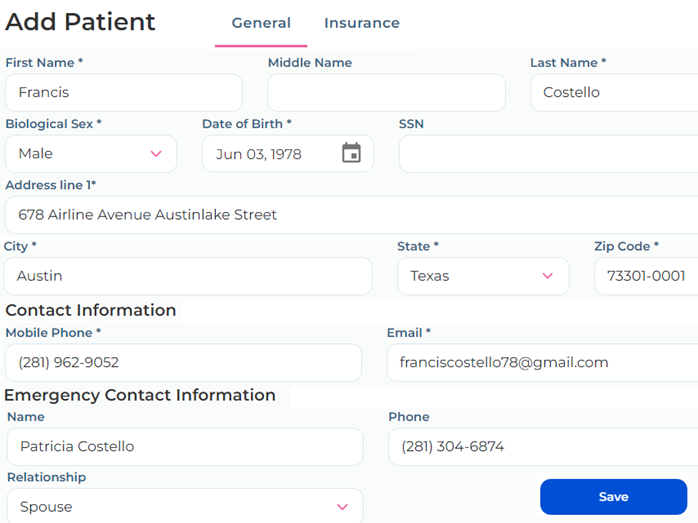 Add Patient General Insurance
First Name * Middle Name Last Name *
Francis Costello
Biological Sex * Date of Birth * SSN
Male Jun 03, 1978
Address line 1*
678 Airline Avenue Austinlake Street
City * State * Zip Code *
Austin Texas 73301-0001
Contact Information
Mobile Phone * Email *
(281) 962-9052 franciscostello78@gmail.com
Emergency Contact Information
Name Phone
Patricia Costello (281) 304-6874
Relationship
Spouse Save